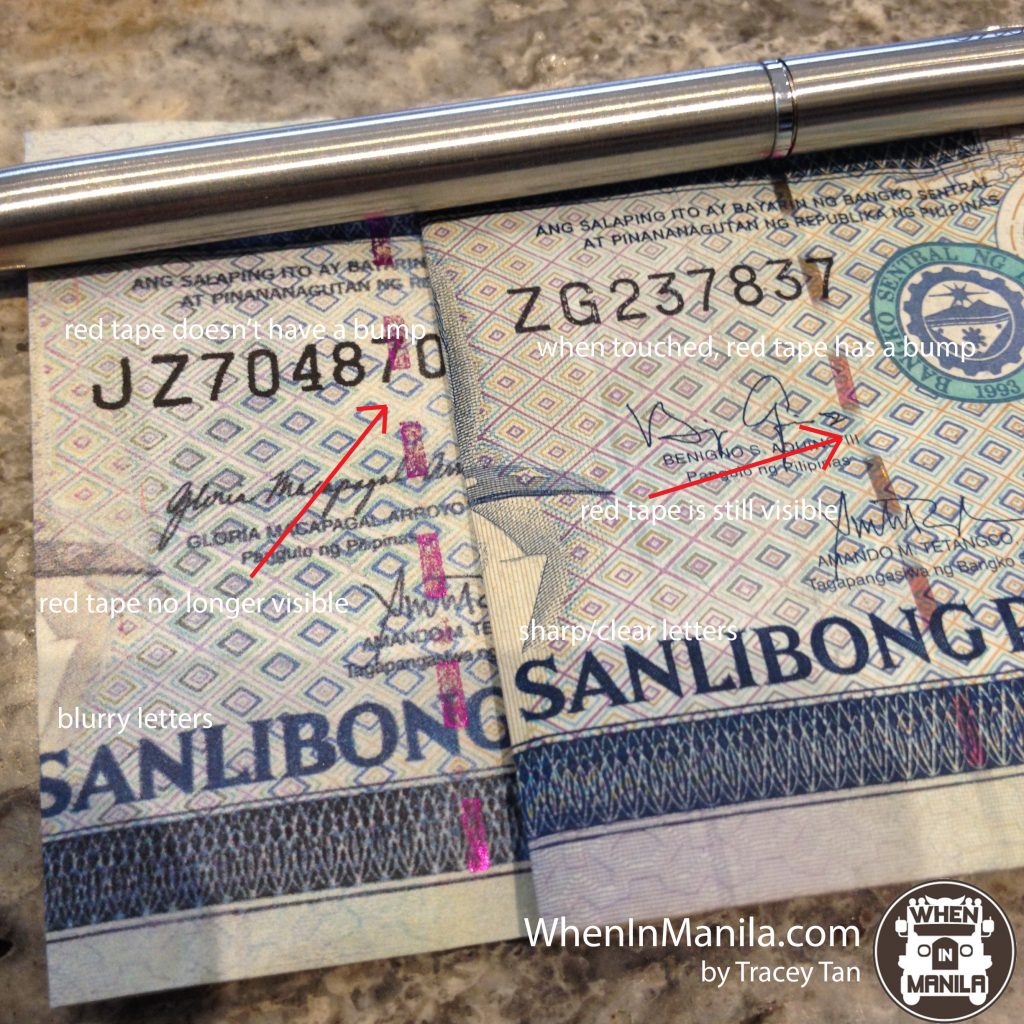 ANG SALAPING ITO AY BAYARIN
AT PINANANAGUTAN NG
red tape doesn't have a bump
JZ704870
GLORIA MACAPAGAL-ARROYO
Pangulo ng Pilipinas
red tape no longer visible
AMANDO M. TE
Tagapangasiwa ng
blurry letters
SANLIBONG
ANG SALAPING ITO AY BAYARIN NG BANGKO SENTRAL
AT PINANANAGUTAN NG REPUBLIKA NG PILIPINAS
ZG237837
BANGKO SENTRAL NG
1993
when touched, red tape has a bump
BENIGNO S. AQUINO III
Pangulo ng Pilipinas
red tape is still visible
AMANDO M. TETANGCO
Tagapangasiwa ng Bangko
sharp/clear letters
SANLIBONG P
WhenInManila.com
by Tracey Tan
WHEN
IN
MANILA